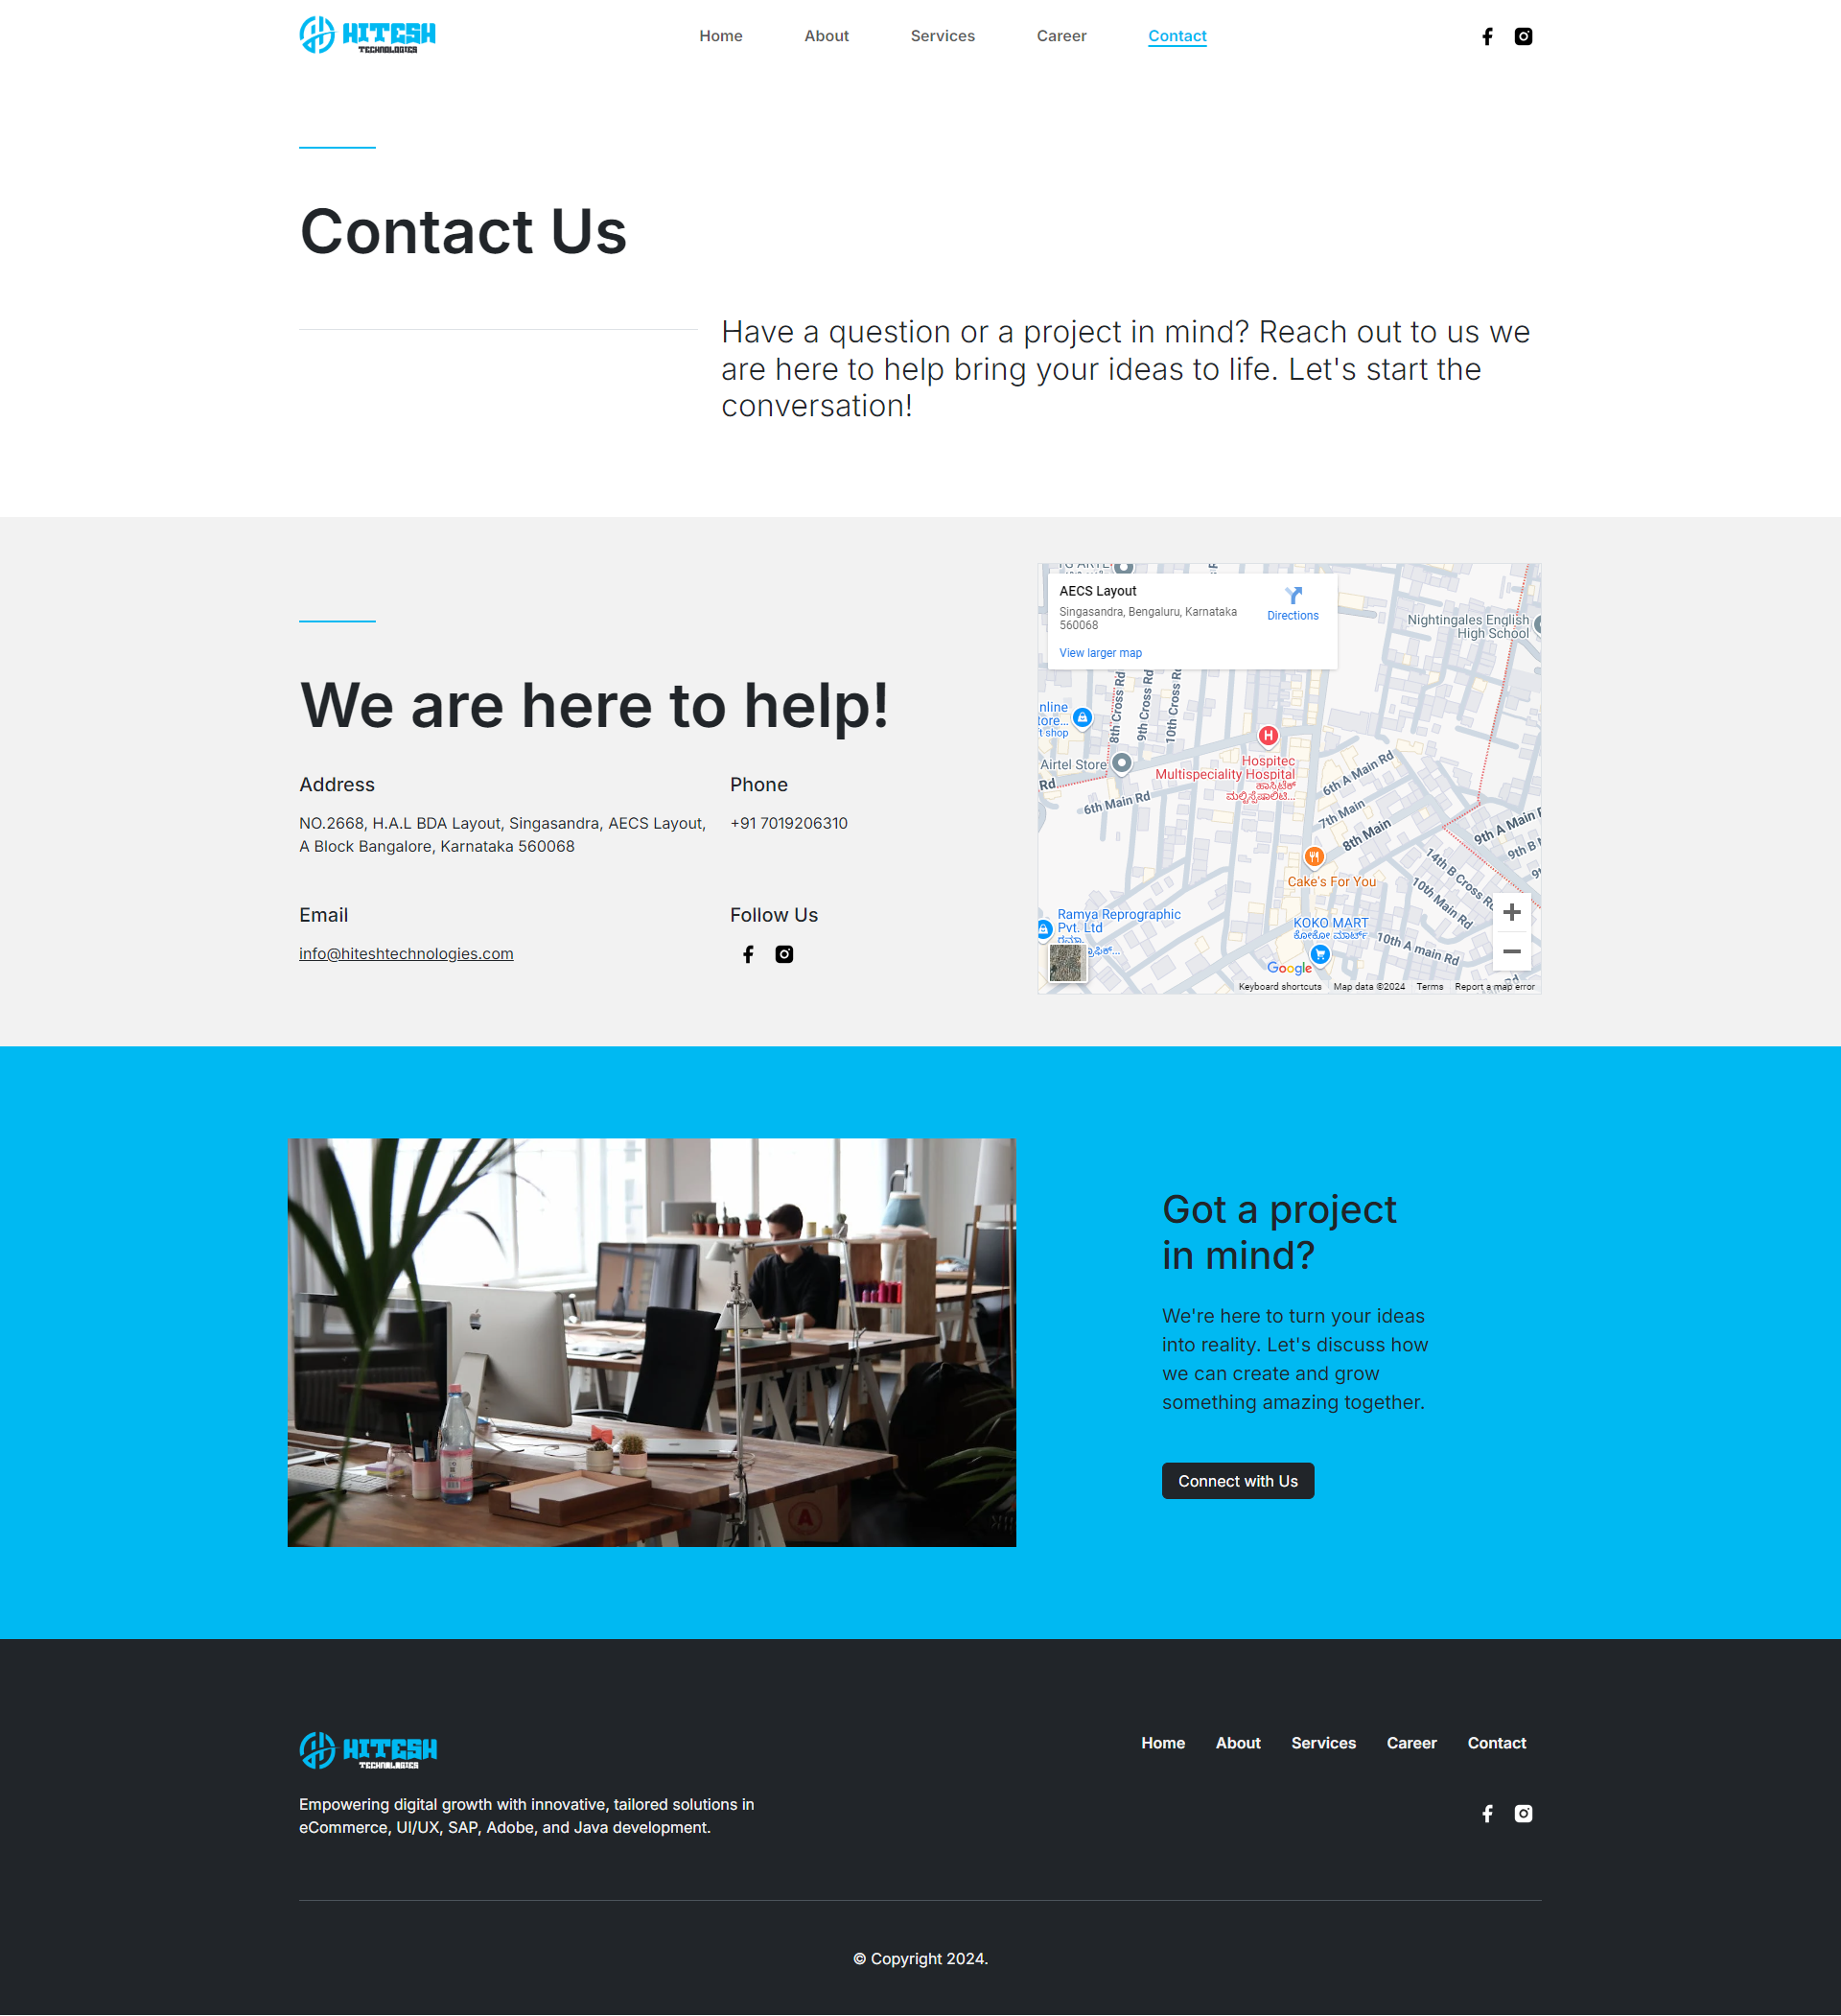 HITESH
TECHNOLOGIES
Home
About
Services
Career
Contact
Contact Us
Have a question or a project in mind? Reach out to us we
are here to help bring your ideas to life. Let's start the
conversation!
We are here to help!
Address
NO.2668, H.A.L BDA Layout, Singasandra, AECS Layout,
A Block Bangalore, Karnataka 560068
Phone
+91 7019206310
Email
info@hiteshtechnologies.com
Follow Us
AECS Layout
Singasandra, Bengaluru, Karnataka
560068
Directions
View larger map
Nightingales English
High School
8th Cross Rd
9th Cross Rd
10th Cross Rd
nline
tore...
t shop
Airtel Store
Rd
H
Hospitec
Multispeciality Hospital
ಹಾಸ್ಪಿಟೆಕ್
ಮಲ್ಟಿಸ್ಪೆಷಾಲಿಟಿ...
6th Main Rd
6th A Main Rd
7th Main
8th Main
9th A Main R
9th B M
14th B Cross R
10th Main Rd
Cake's For You
Ramya Reprographic
Pvt. Ltd
KOKO MART
ಕೋಕೋ ಮಾರ್ಟ್
10th A main Rd
Google
Keyboard shortcuts
Map data ©2024
Terms
Report a map error
Got a project
in mind?
We're here to turn your ideas
into reality. Let's discuss how
we can create and grow
something amazing together.
Connect with Us
HITESH
TECHNOLOGIES
Home
About
Services
Career
Contact
Empowering digital growth with innovative, tailored solutions in
eCommerce, UI/UX, SAP, Adobe, and Java development.
© Copyright 2024.